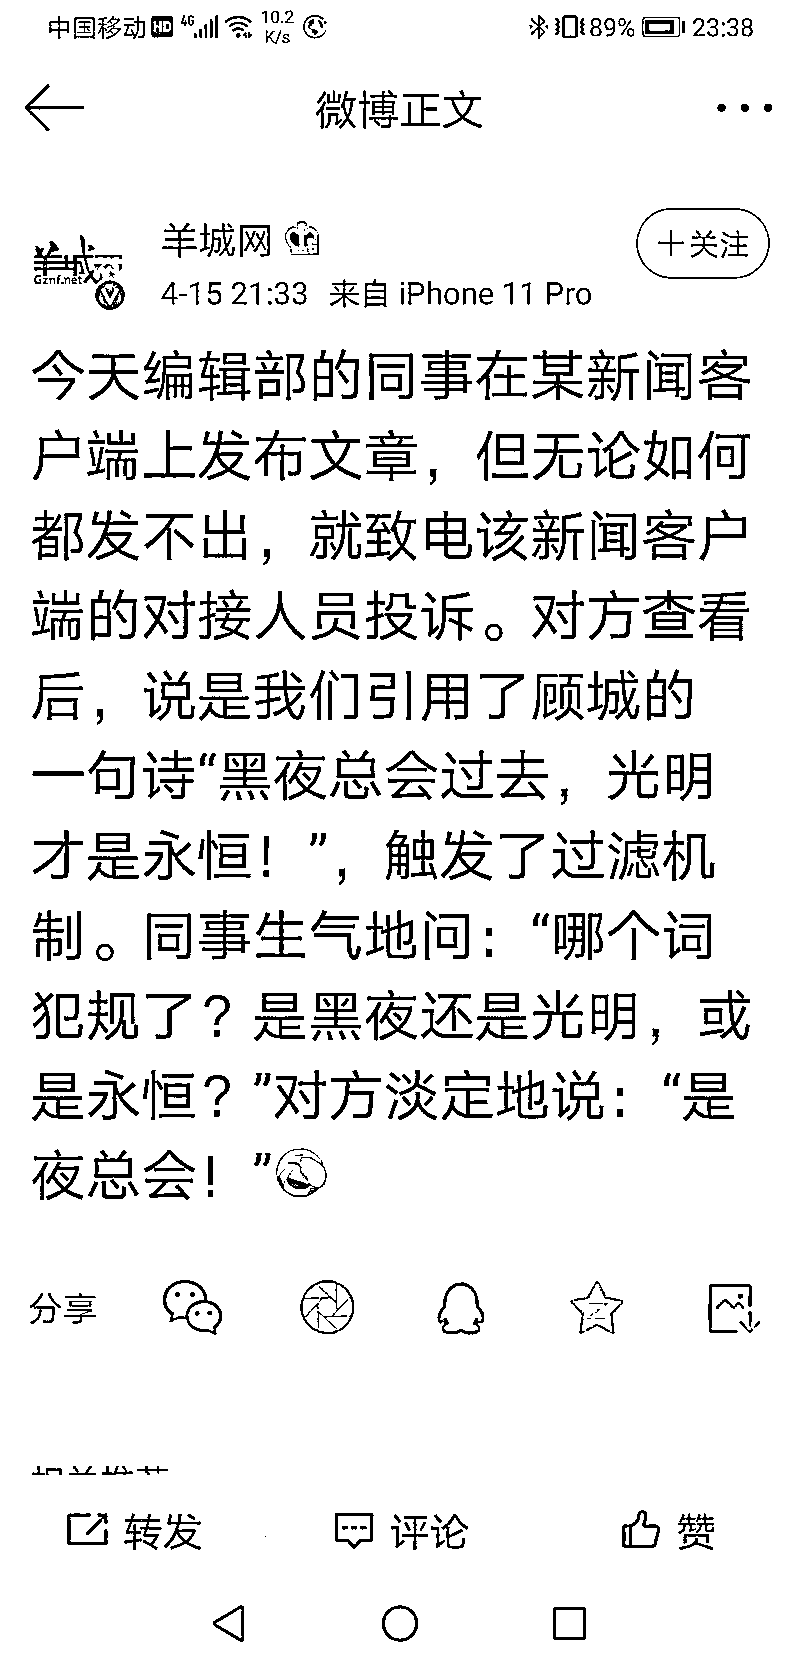 中国移动 HD 4G 10.2 K/s 89% 23:38
微博正文
羊城网
+关注
羊城网
Gznf.net
4-15 21:33 来自 iPhone 11 Pro
今天编辑部的同事在某新闻客
户端上发布文章，但无论如何
都发不出，就致电该新闻客户
端的对接人员投诉。对方查看
后，说是我们引用了顾城的
一句诗“黑夜总会过去，光明
才是永恒！”，触发了过滤机
制。同事生气地问：“哪个词
犯规了？是黑夜还是光明，或
是永恒？”对方淡定地说：“是
夜总会！”
分享
相关推荐
转发 评论 赞